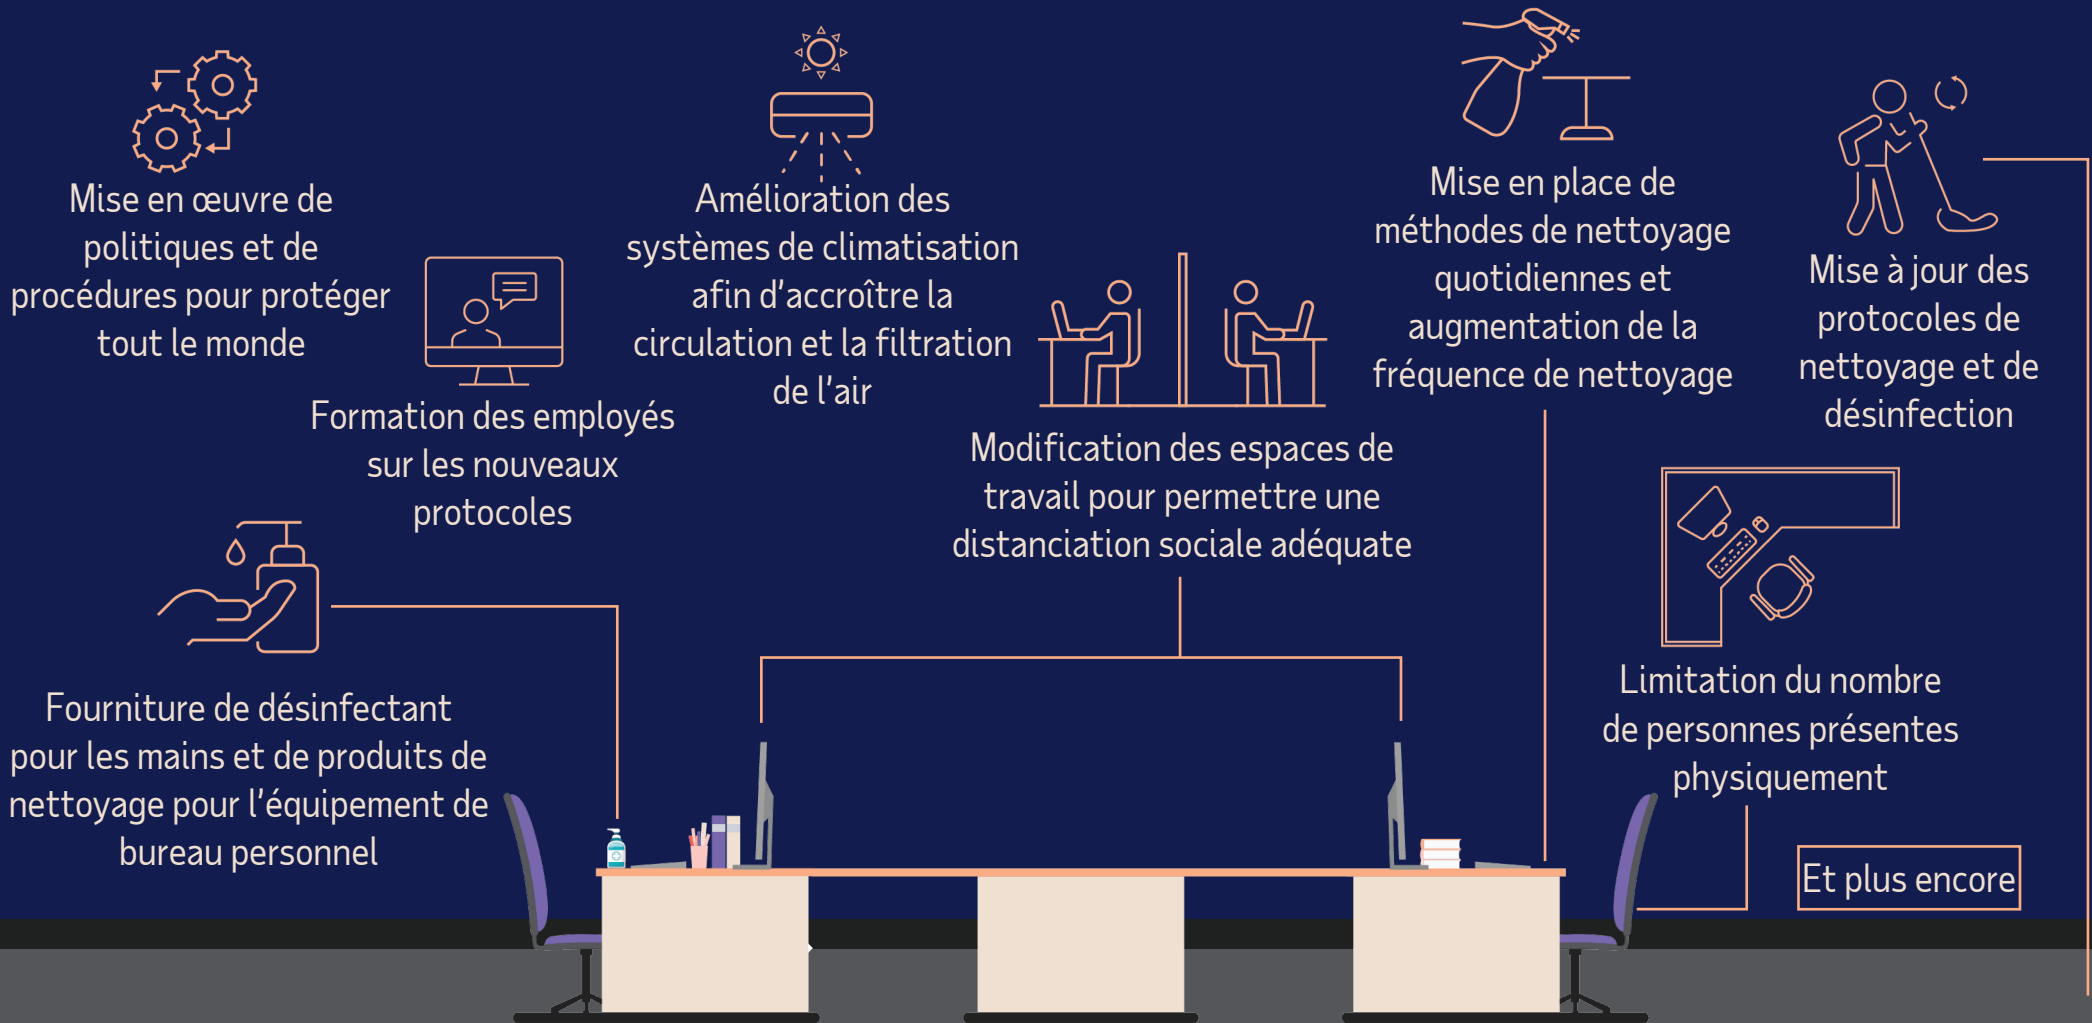 Mise en œuvre de
politiques et de
procédures pour protéger
tout le monde
Formation des employés
sur les nouveaux
protocoles
Amélioration des
systèmes de climatisation
afin d’accroître la
circulation et la filtration
de l’air
Modification des espaces de
travail pour permettre une
distanciation sociale adéquate
Mise en place de
méthodes de nettoyage
quotidiennes et
augmentation de la
fréquence de nettoyage
Mise à jour des
protocoles de
nettoyage et de
désinfection
Fourniture de désinfectant
pour les mains et de produits de
nettoyage pour l’équipement de
bureau personnel
Limitation du nombre
de personnes présentes
physiquement
Et plus encore